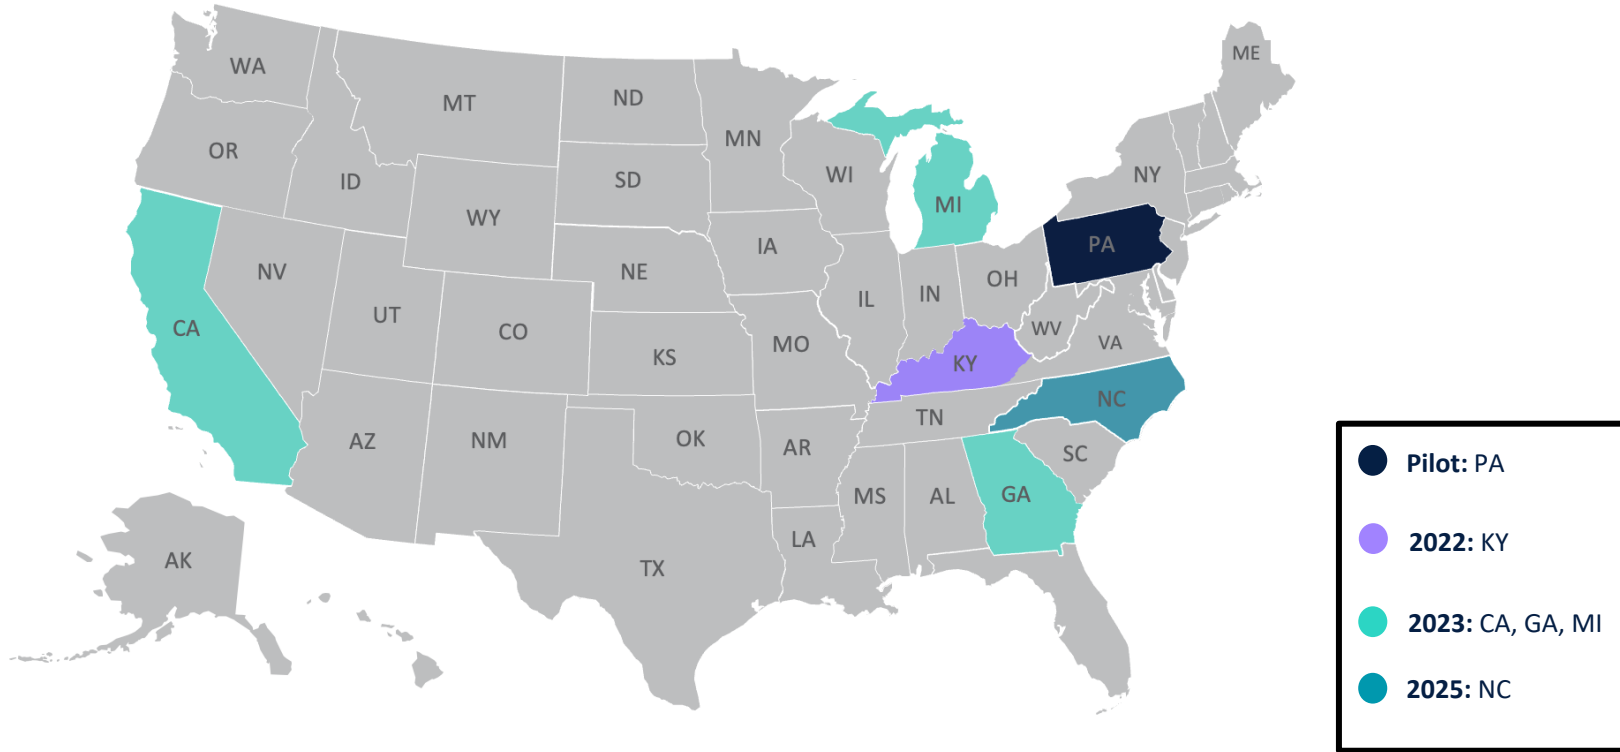 ME
WA
ND
MT
MN
OR
WI
NY
ID
SD
MI
WY
PA
IA
NV
NE
OH
IN
IL
UT
CA
CO
WV
MO
VA
KS
KY
NC
TN
AZ
NM
OK
AR
SC
GA
MS
AL
LA
AK
TX
Pilot: PA
2022: KY
2023: CA, GA, MI
2025: NC